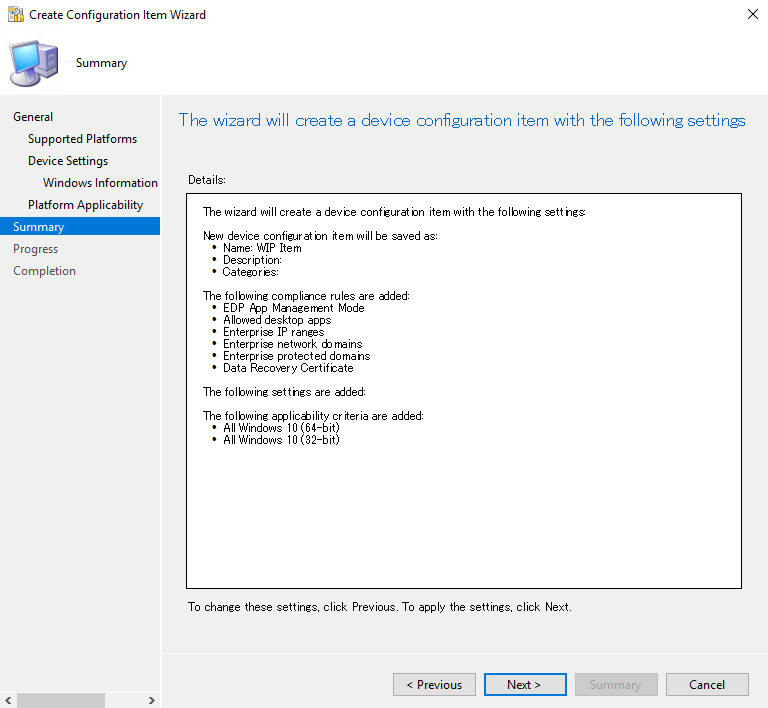 Create Configuration Item Wizard
Summary
General
Supported Platforms
Device Settings
Windows Information
Platform Applicability
Summary
Progress
Completion
The wizard will create a device configuration item with the following settings
Details:
The wizard will create a device configuration item with the following settings:
New device configuration item will be saved as:
• Name: WIP Item
• Description:
• Categories:
The following compliance rules are added:
• EDP App Management Mode
• Allowed desktop apps
• Enterprise IP ranges
• Enterprise network domains
• Enterprise protected domains
• Data Recovery Certificate
The following settings are added:
The following applicability criteria are added:
• All Windows 10 (64-bit)
• All Windows 10 (32-bit)
To change these settings, click Previous. To apply the settings, click Next.
< Previous
Next >
Summary
Cancel